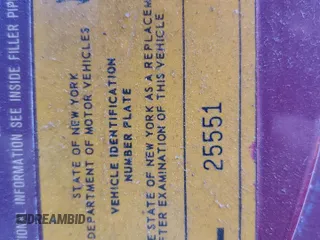 INFORMATION SEE INSIDE FILLER PIP
STATE OF NEW YORK
DEPARTMENT OF MOTOR VEHICLES
VEHICLE IDENTIFICATION
NUMBER PLATE
STATE OF NEW YORK AS A REPLACEM
FTER EXAMINATION OF THIS VEHICLE
25551
DREAMBID